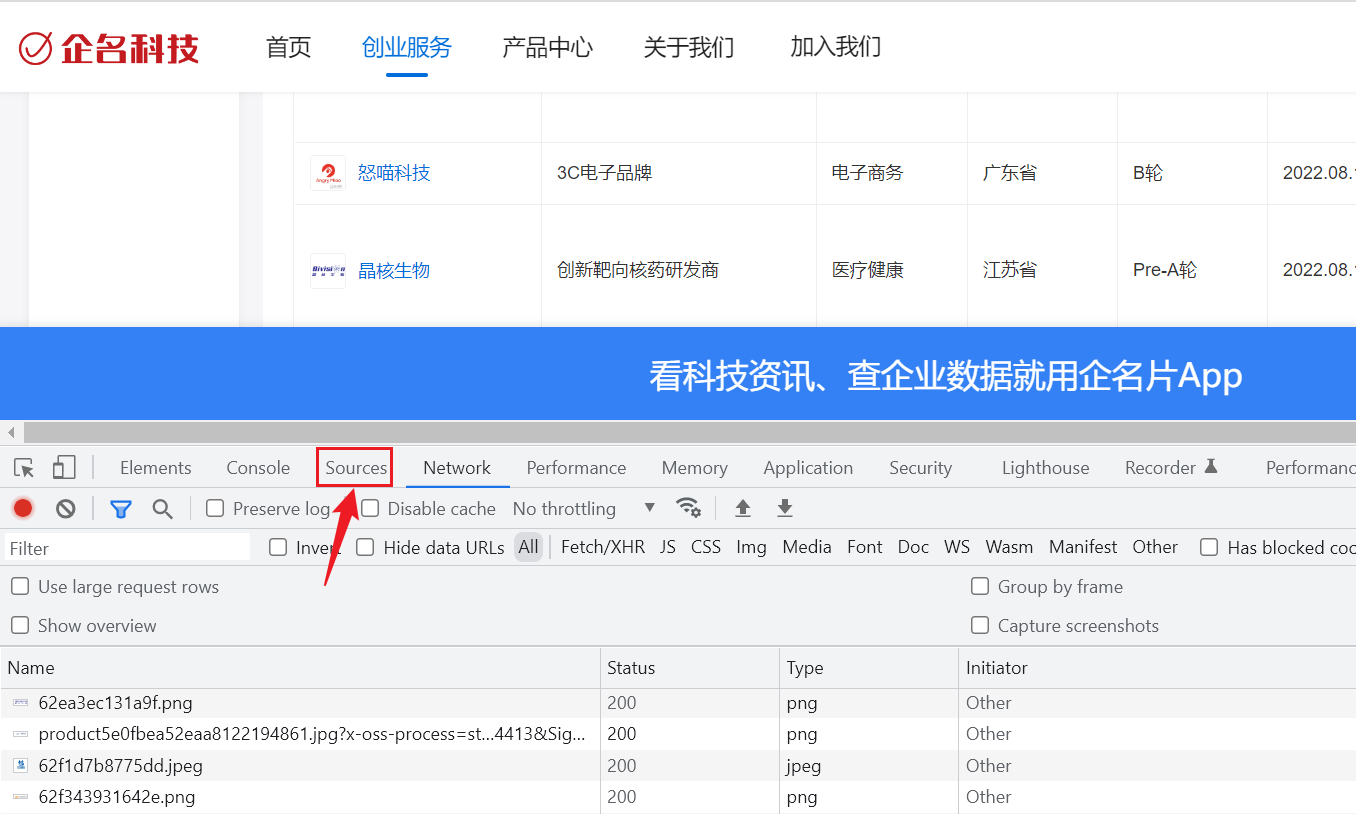 企名科技 首页 创业服务 产品中心 关于我们 加入我们
怒喵科技 3C电子品牌 电子商务 广东省 B轮 2022.08.
晶核生物 创新靶向核药研发商 医疗健康 江苏省 Pre-A轮 2022.08.
看科技资讯、查企业数据就用企名片App
Elements Console Sources Network Performance Memory Application Security Lighthouse Recorder Performanc
Preserve log Disable cache No throttling
Filter Invert Hide data URLs All Fetch/XHR JS CSS Img Media Font Doc WS Wasm Manifest Other Has blocked coo
Use large request rows Group by frame
Show overview Capture screenshots
Name Status Type Initiator
62ea3ec131a9f.png 200 png Other
product5e0fbea52eaa8122194861.jpg?x-oss-process=st...4413&Sig... 200 png Other
62f1d7b8775dd.jpeg 200 jpeg Other
62f343931642e.png 200 png Other